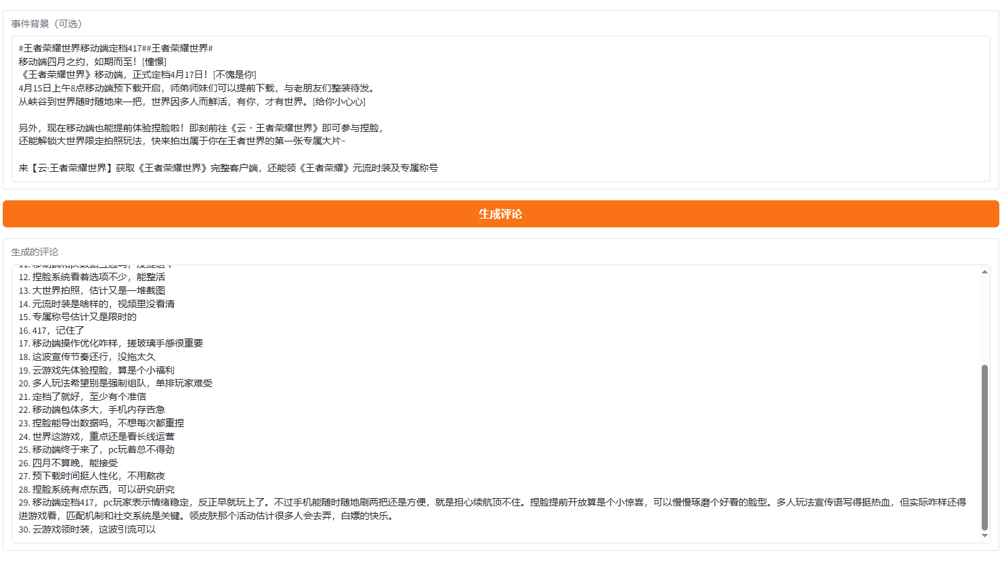 事件背景（可选）
#王者荣耀世界移动端定档417##王者荣耀世界#
移动端四月之约，如期而至！[憧憬]
《王者荣耀世界》移动端，正式定档4月17日！[不愧是你]
4月15日上午8点移动端预下载开启，师弟师妹们可以提前下载，与老朋友们整装待发。
从峡谷到世界随时随地来一把，世界因多人而鲜活，有你，才有世界。[给你小心心]
另外，现在移动端也能提前体验捏脸啦！即刻前往《云·王者荣耀世界》即可参与捏脸，
还能解锁大世界限定拍照玩法，快来拍出属于你在王者世界的第一张专属大片~
来【云·王者荣耀世界】获取《王者荣耀世界》完整客户端，还能领《王者荣耀》元流时装及专属称号
生成评论
生成的评论
12. 捏脸系统看着选项不少，能整活
13. 大世界拍照，估计又是一堆截图
14. 元流时装是啥样的，视频里没看清
15. 专属称号估计又是限时的
16. 417，记住了
17. 移动端操作优化咋样，搓玻璃手感很重要
18. 这波宣传节奏还行，没拖太久
19. 云游戏先体验捏脸，算是个小福利
20. 多人玩法希望别是强制组队，单排玩家难受
21. 定档了就好，至少有个准信
22. 移动端包体多大，手机内存告急
23. 捏脸能导出数据吗，不想每次都重捏
24. 世界这游戏，重点还是看长线运营
25. 移动端终于来了，pc玩着总不得劲
26. 四月不算晚，能接受
27. 预下载时间挺人性化，不用熬夜
28. 捏脸系统有点东西，可以研究研究
29. 移动端定档417，pc玩家表示情绪稳定，反正早就玩上了。不过手机能随时随地刷两把还是方便，就是担心续航顶不住。捏脸提前开放算是个小惊喜，可以慢慢琢磨个好看的脸型。多人玩法宣传语写得挺热血，但实际咋样还得
进游戏看，匹配机制和社交系统是关键。领皮肤那个活动估计很多人会去弄，白嫖的快乐。
30. 云游戏领时装，这波引流可以